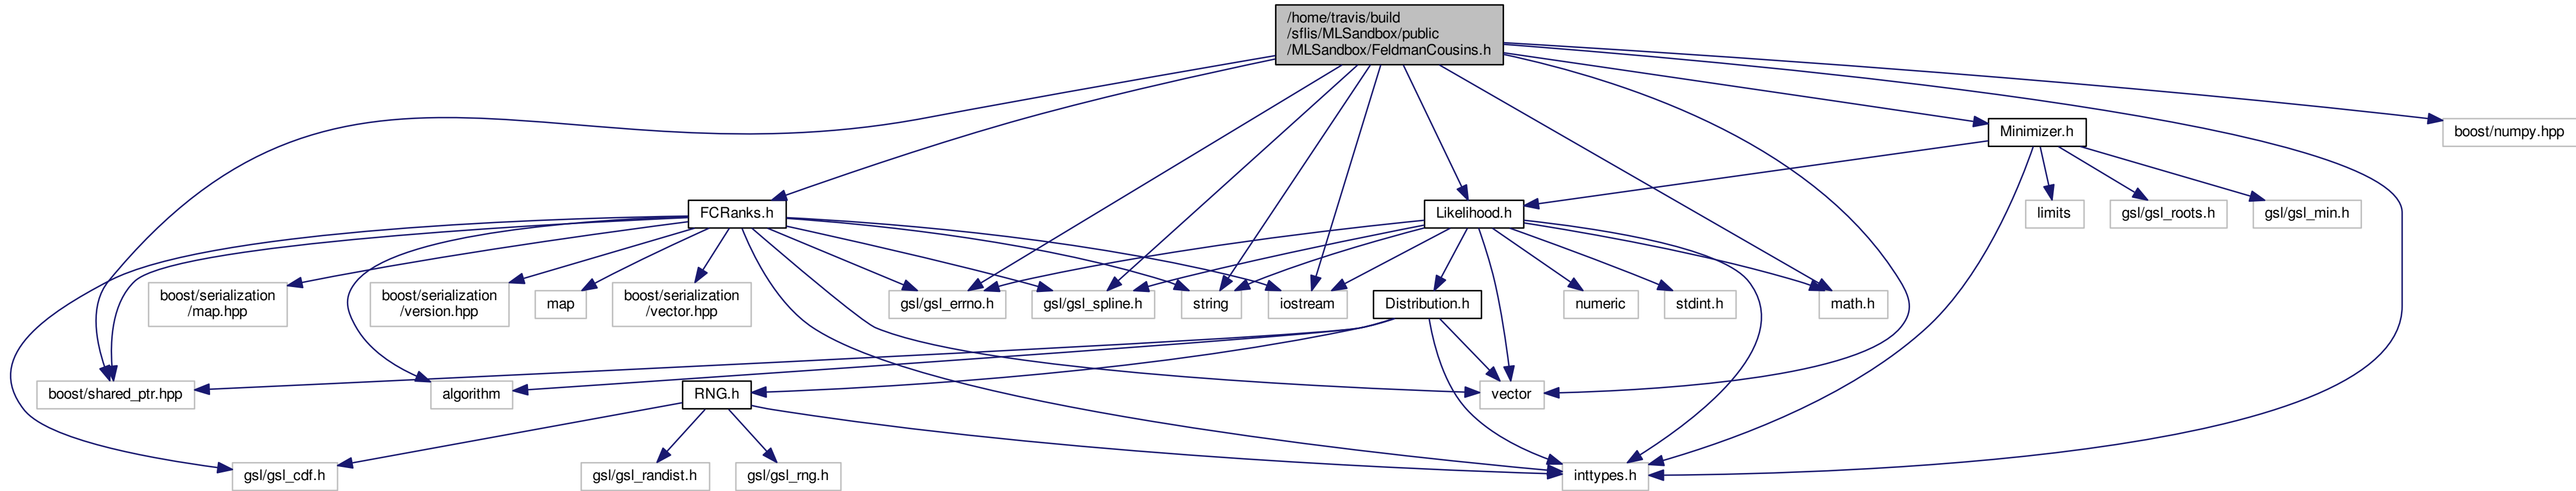 /home/travis/build
/sflis/MLSandbox/public
/MLSandbox/FeldmanCousins.h
Minimizer.h
boost/numpy.hpp
FCRanks.h
Likelihood.h
limits
gsl/gsl_roots.h
gsl/gsl_min.h
boost/serialization
/map.hpp
boost/serialization
/version.hpp
map
boost/serialization
/vector.hpp
gsl/gsl_errno.h
gsl/gsl_spline.h
string
iostream
Distribution.h
numeric
stdint.h
math.h
boost/shared_ptr.hpp
algorithm
RNG.h
vector
gsl/gsl_cdf.h
gsl/gsl_randist.h
gsl/gsl_rng.h
inttypes.h